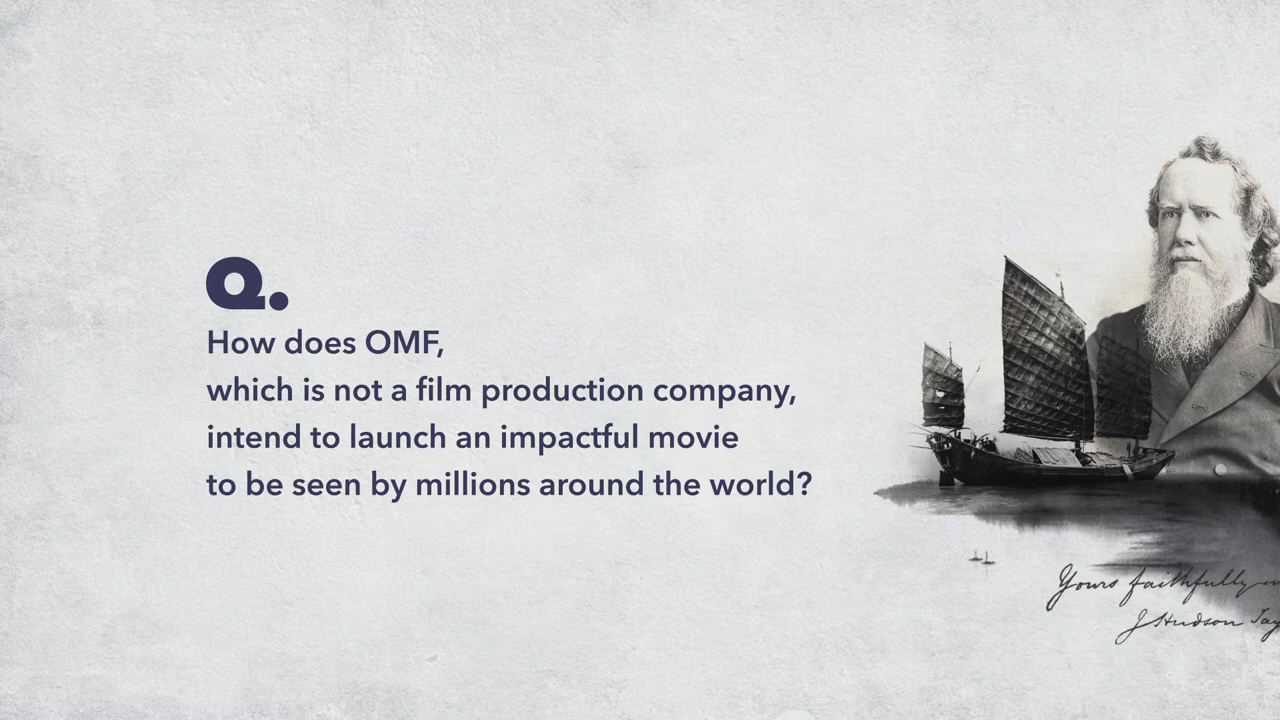 Q.
How does OMF,
which is not a film production company,
intend to launch an impactful movie
to be seen by millions around the world?
Yours faithfully
J Hudson